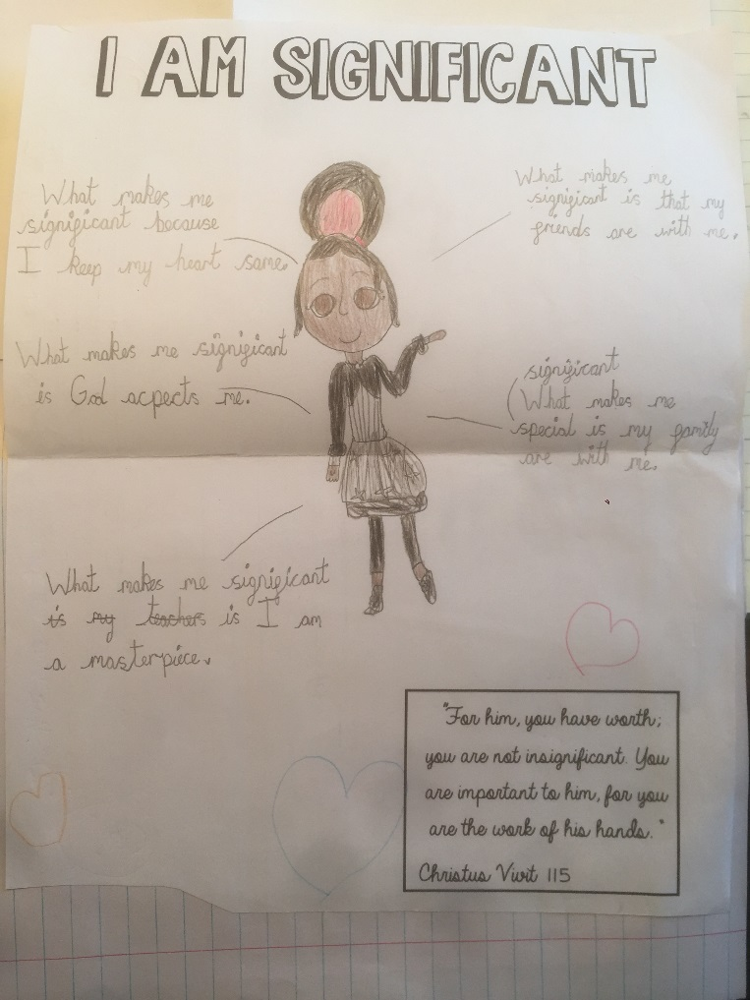 I AM SIGNIFICANT
What makes me
significant because
I keep my heart same.
What makes me
significant is that my
friends are with me.
What makes me significant
is God acpects me.
significant
What makes me
special is my family
are with me.
What makes me significant
is my teachers is I am
a masterpiece.
"For him, you have worth;
you are not insignificant. You
are important to him, for you
are the work of his hands."
Christus Vivit 115